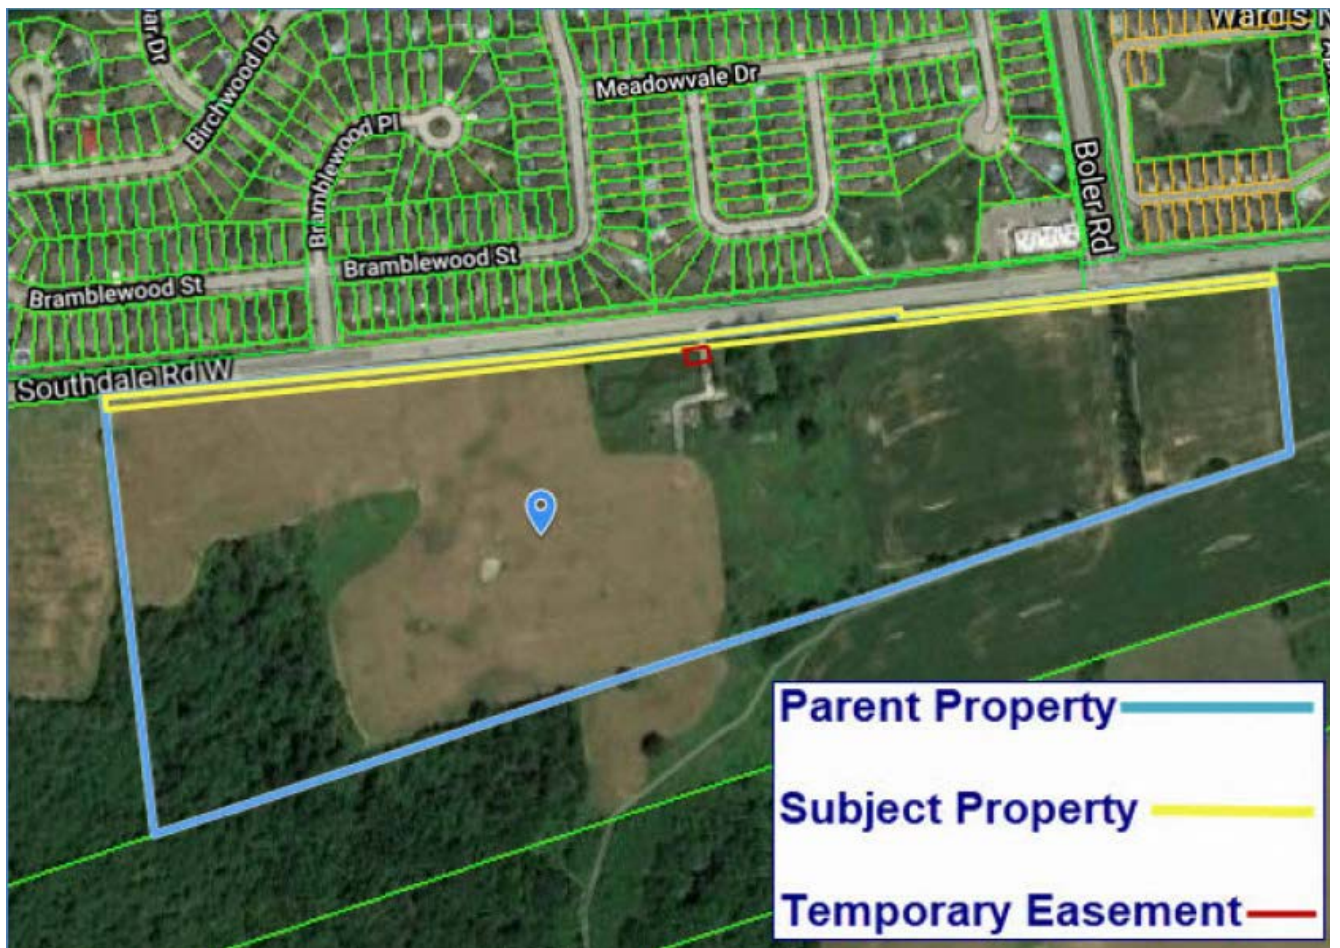 Ward's
Birchwood Dr
Meadowvale Dr
Bramblewood Pl
Boler Rd
Bramblewood St
Bramblewood St
Southdale Rd W
Parent Property
Subject Property
Temporary Easement